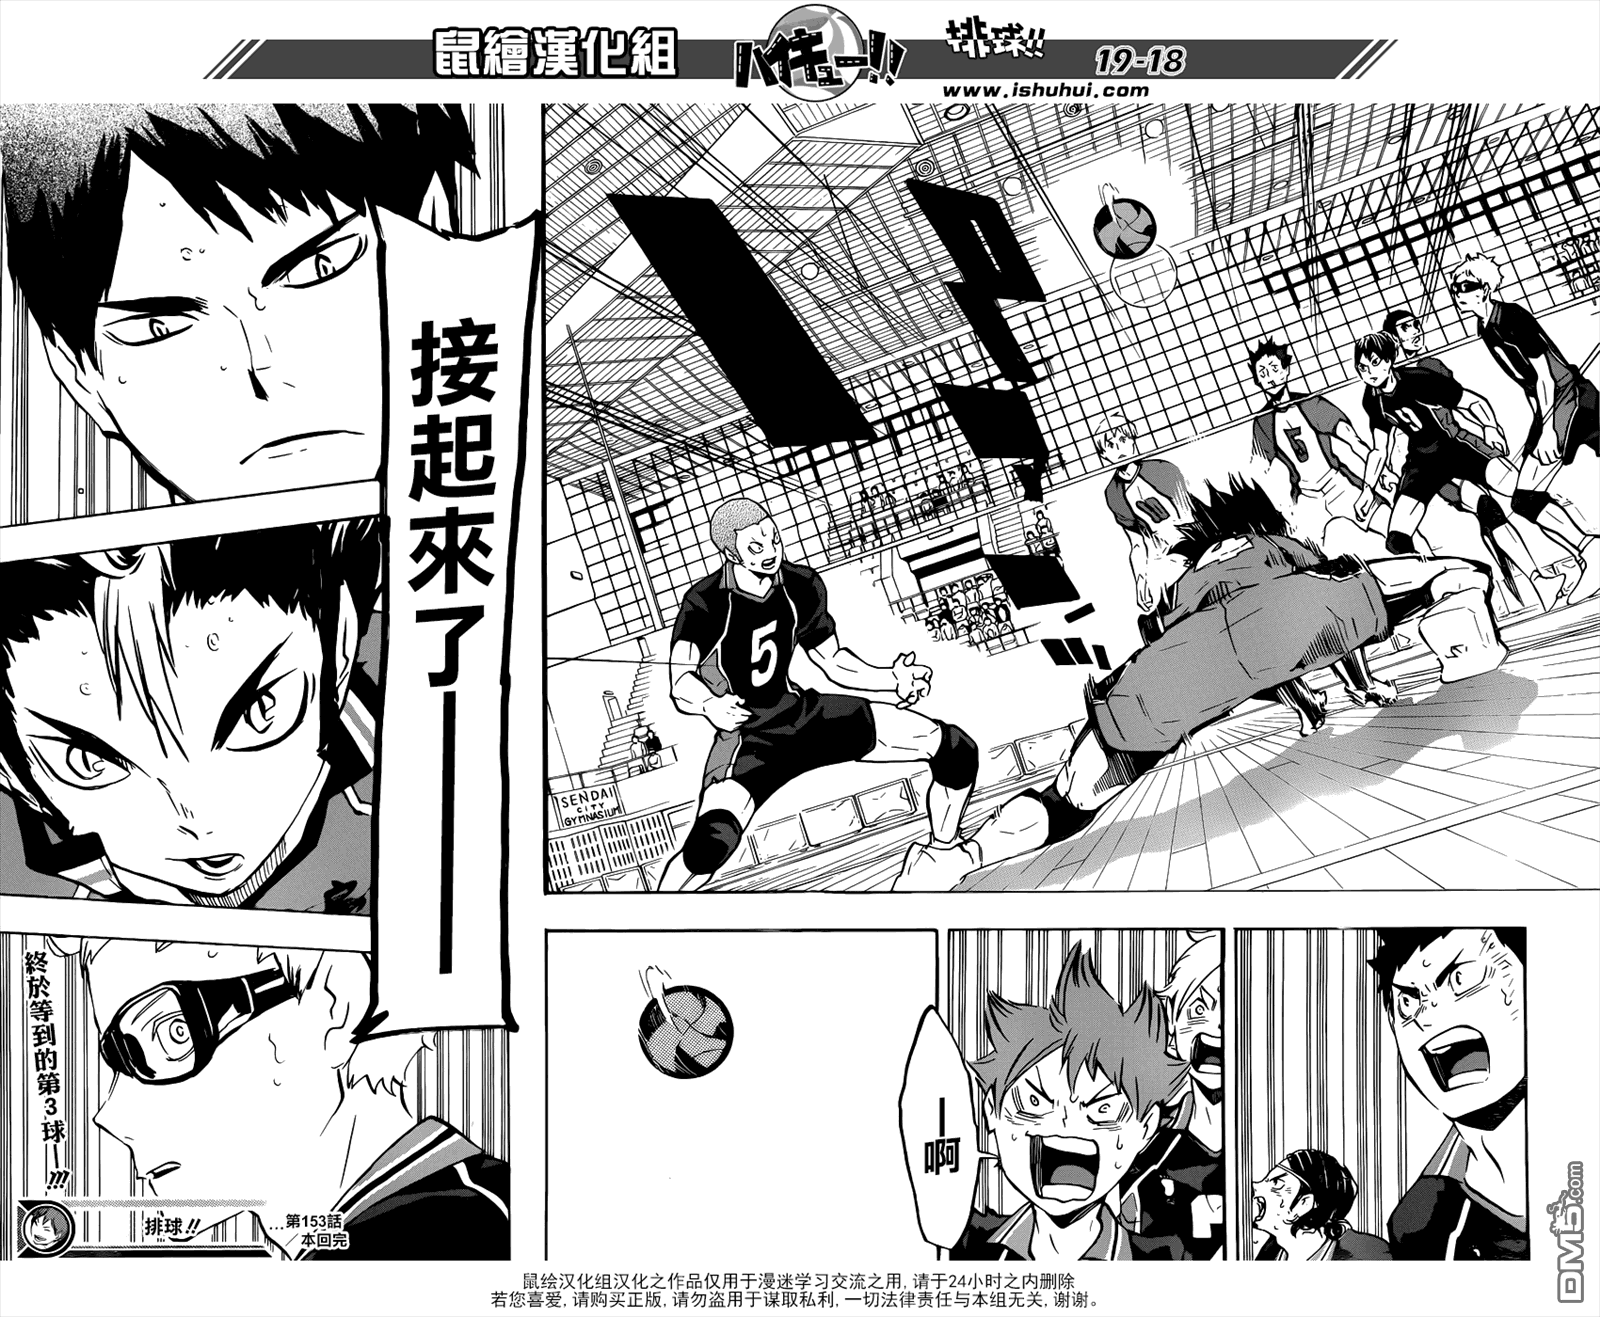 鼠繪漢化組
ハイキュー!!
排球!!
19-18
www.ishuhui.com
5
5
SENDAI
CITY
GYMNASIUM
—啊
接起來了——
終於等到的第3球—!!!
排球!!
…第153話
本回完
鼠绘汉化组汉化之作品仅用于漫迷学习交流之用,请于24小时之内删除
若您喜爱,请购买正版,请勿盗用于谋取私利,一切法律责任与本组无关,谢谢。
DM5.com